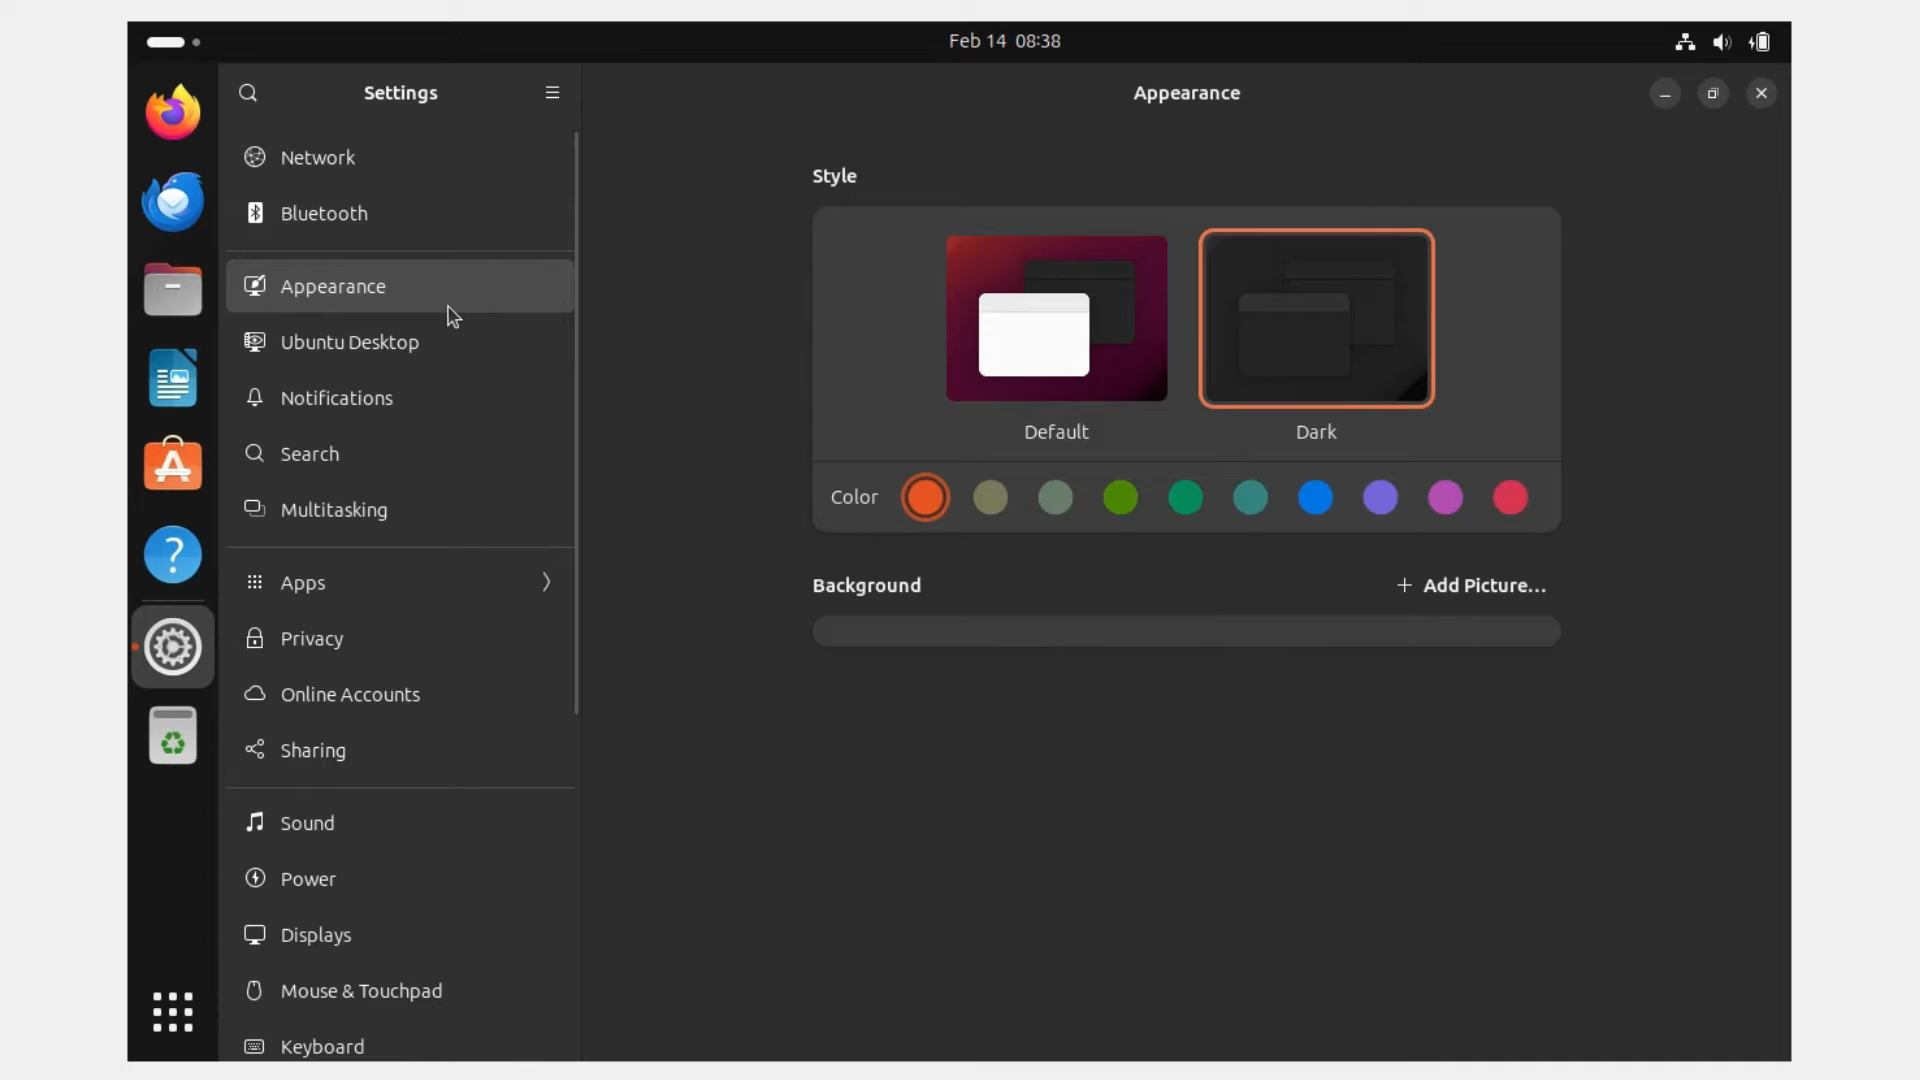 Feb 14 08:38
Settings
Appearance
Network
Bluetooth
Appearance
Ubuntu Desktop
Notifications
Search
Multitasking
Apps
Privacy
Online Accounts
Sharing
Sound
Power
Displays
Mouse & Touchpad
Keyboard
Style
Default
Dark
Color
Background
+ Add Picture...